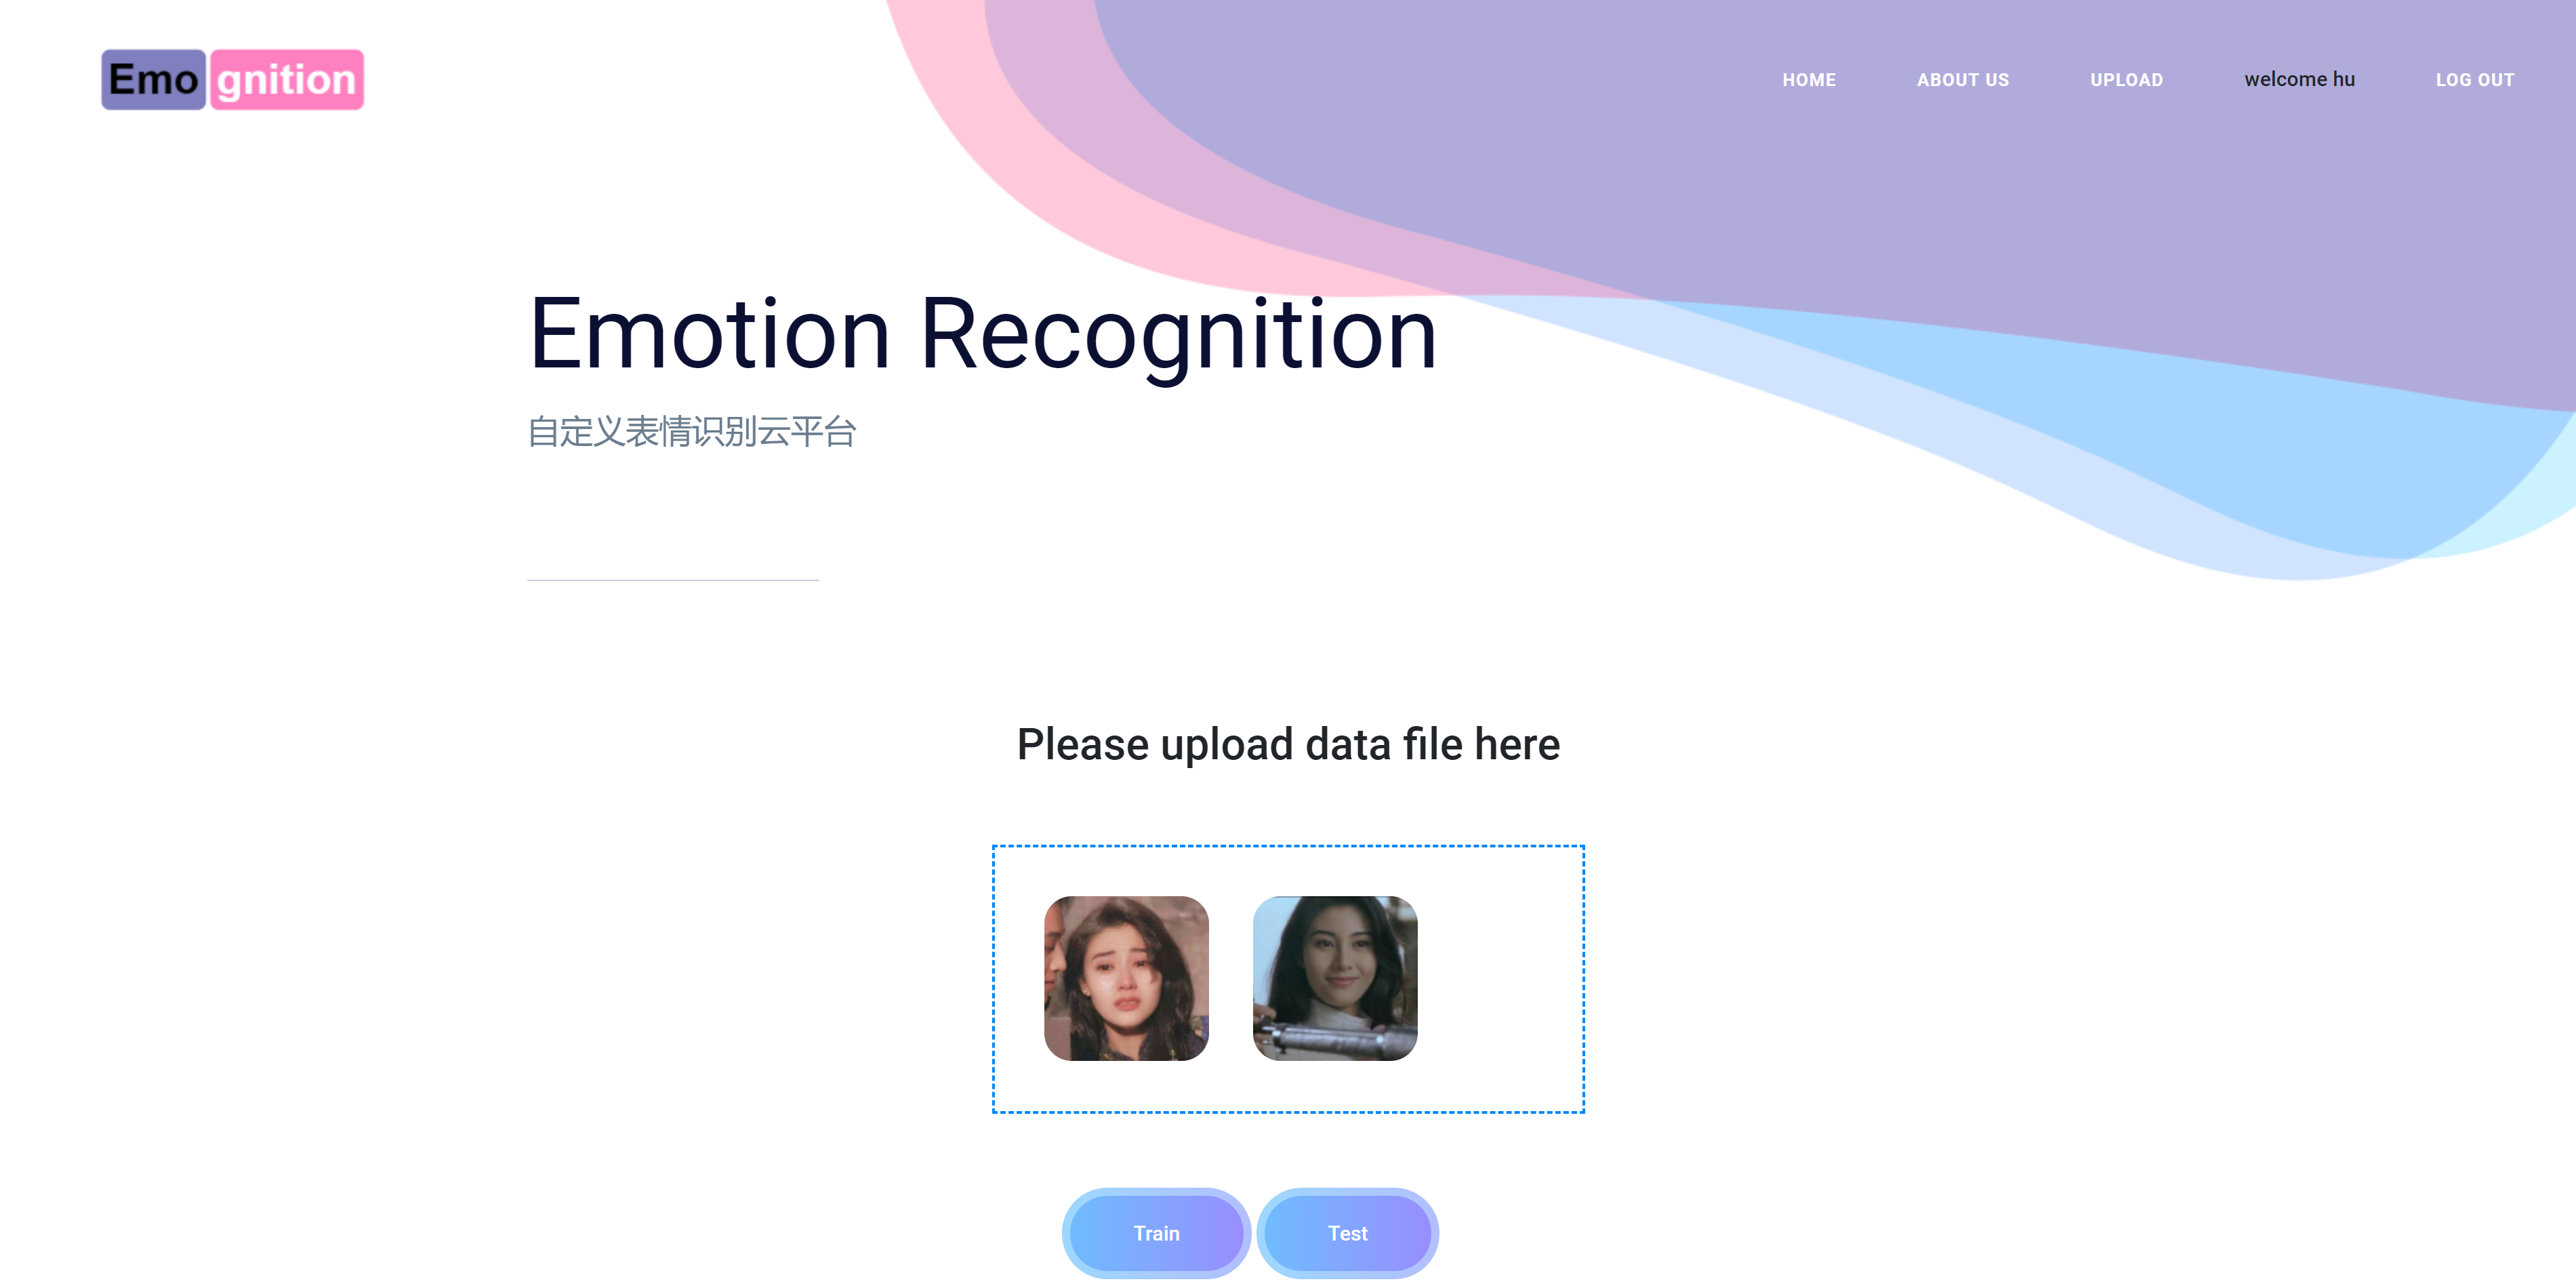 Emo gnition
HOME ABOUT US UPLOAD welcome hu LOG OUT
Emotion Recognition
自定义表情识别云平台
Please upload data file here
Train Test